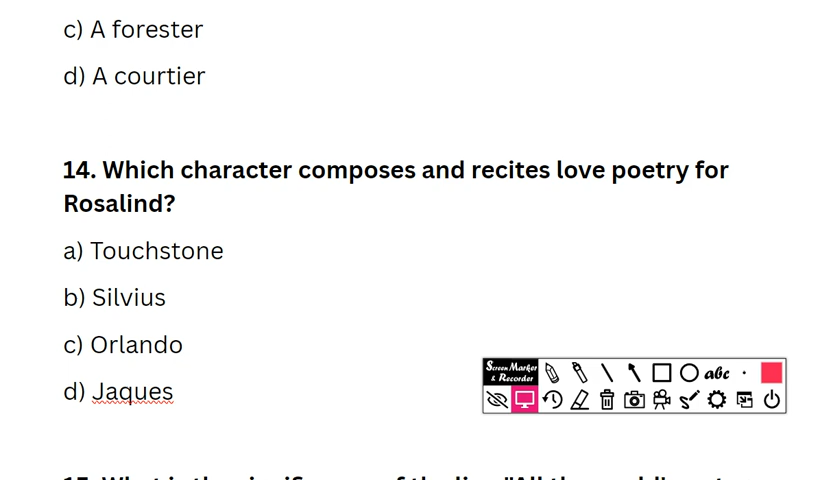 c) A forester
d) A courtier
14. Which character composes and recites love poetry for
Rosalind?
a) Touchstone
b) Silvius
c) Orlando
d) Jaques
Screen Marker
& Recorder
abc